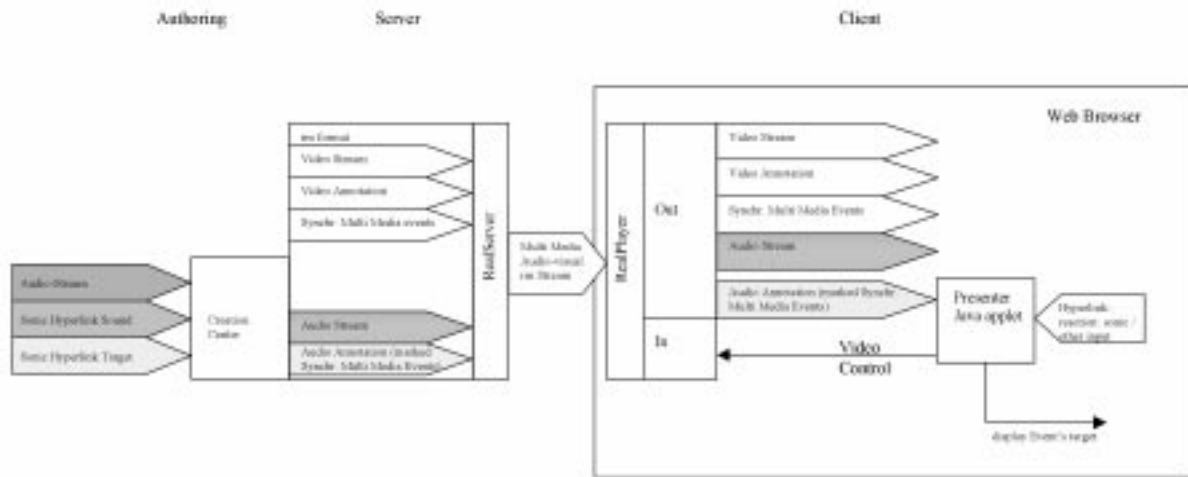 Authoring
Server
Client
Web Browser
rm format
Video Stream
Video Annotation
Synchr. Multi Media events
RealServer
Audio-Stream
Sonic Hyperlink Sound
Sonic Hyperlink Target
Creation
Center
Audio Stream
Audio Annotation (marked
Synchr. Multi Media Events)
Multi Media
Audio-visual
rm Stream
RealPlayer
Out
In
Video Stream
Video Annotation
Synchr. Multi Media Events
Audio-Stream
Audio Annotation (marked Synchr.
Multi Media Events)
Video
Control
Presenter
Java applet
Hyperlink-
reaction: sonic /
other input
display Event's target